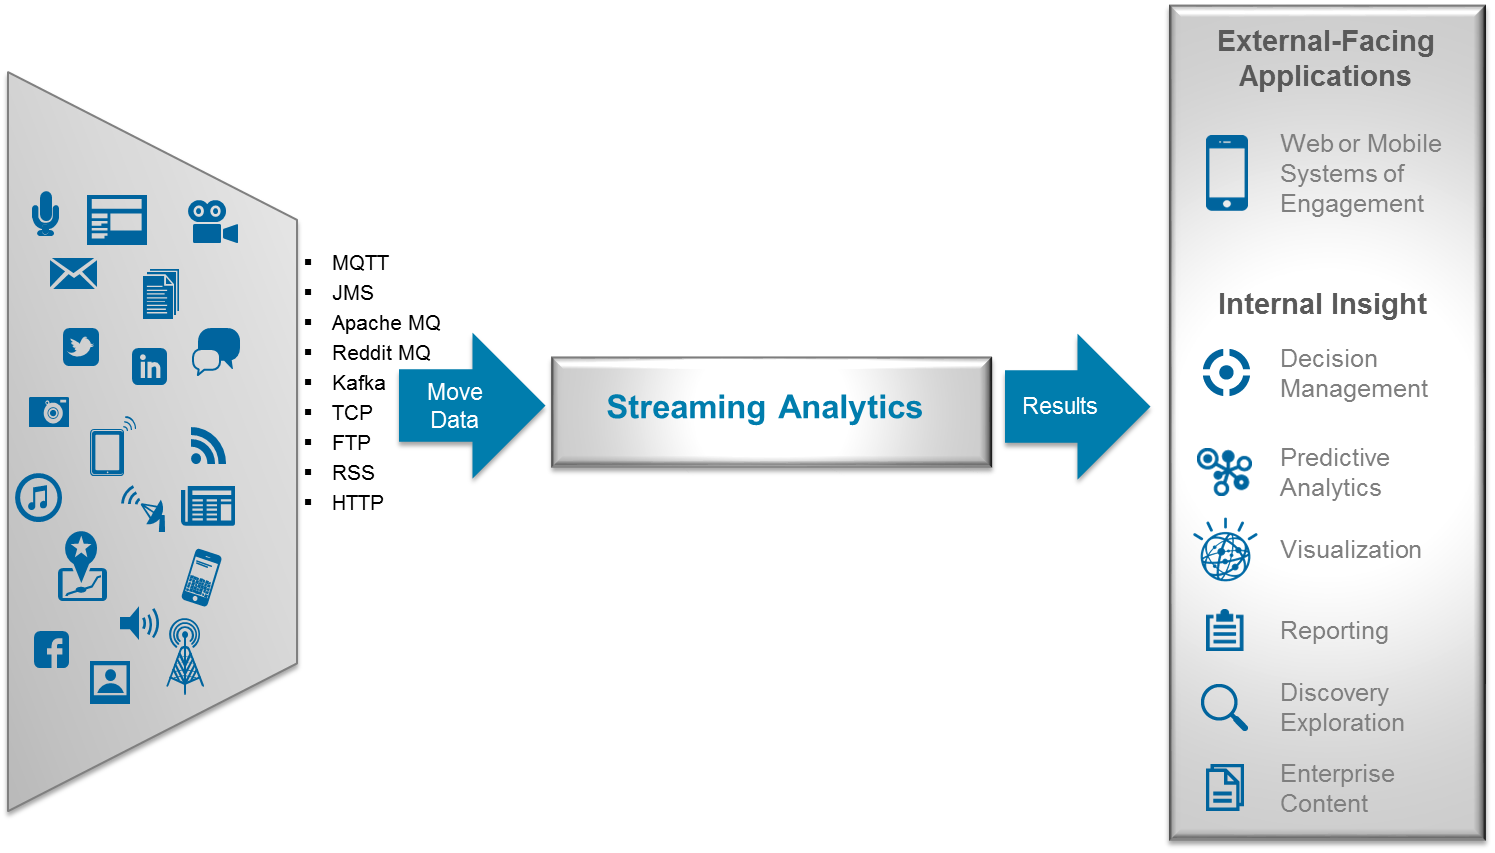 MQTT
JMS
Apache MQ
Reddit MQ
Kafka
TCP
FTP
RSS
HTTP
Move
Data
Streaming Analytics
Results
External-Facing
Applications
Web or Mobile
Systems of
Engagement
Internal Insight
Decision
Management
Predictive
Analytics
Visualization
Reporting
Discovery
Exploration
Enterprise
Content
in
f